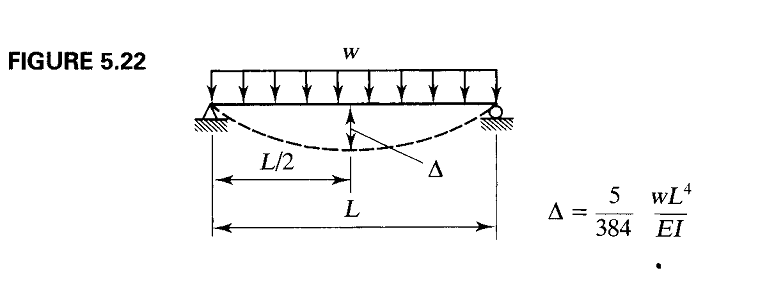 FIGURE 5.22
w
L/2
Δ
L
Δ = 5/384 wL⁴/EI